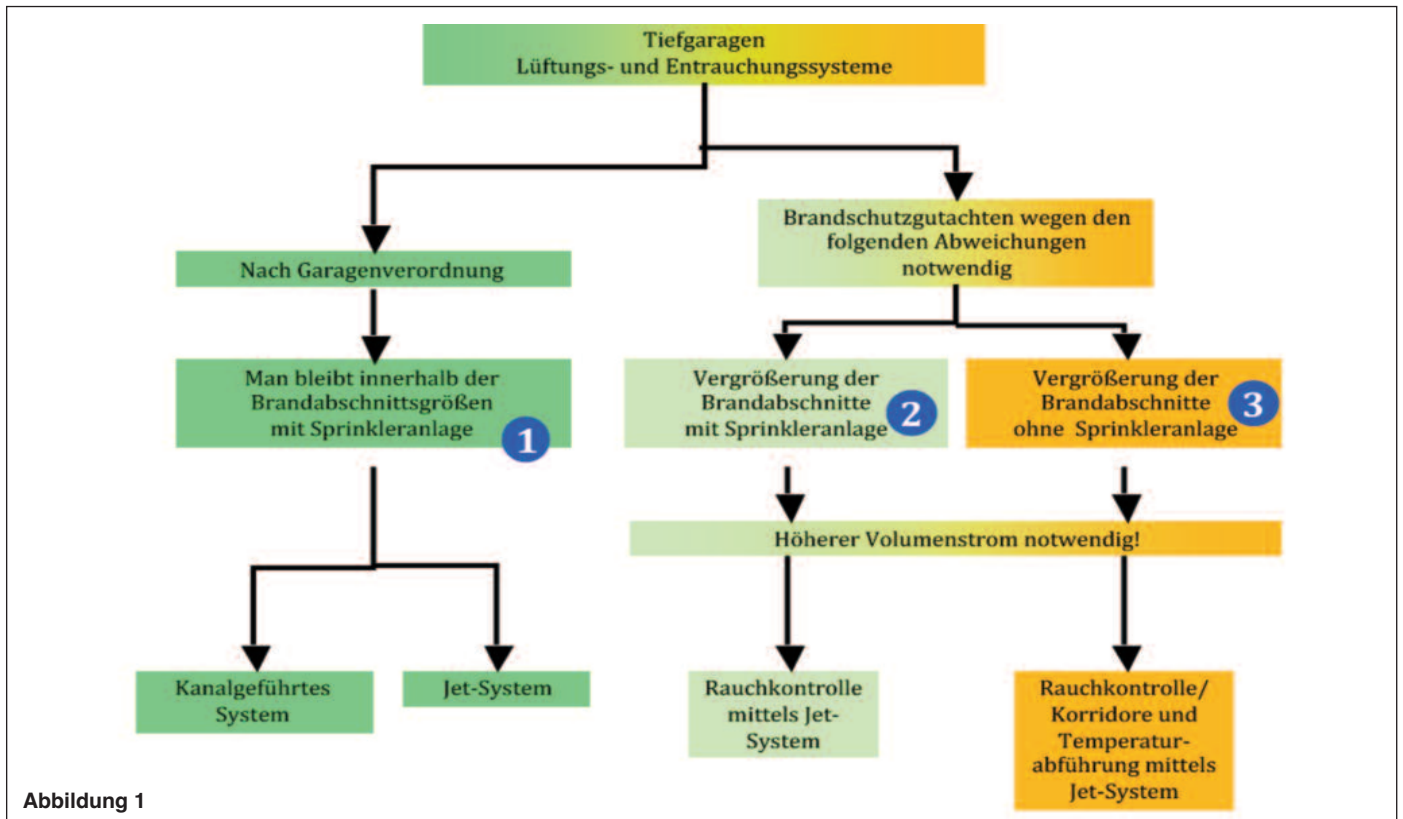 Tiefgaragen
Lüftungs- und Entrauchungssysteme
Nach Garagenverordnung
Brandschutzgutachten wegen den
folgenden Abweichungen
notwendig
Man bleibt innerhalb der
Brandabschnittsgrößen
mit Sprinkleranlage
1
Vergrößerung der
Brandabschnitte
mit Sprinkleranlage
2
Vergrößerung der
Brandabschnitte
ohne Sprinkleranlage
3
Höherer Volumenstrom notwendig!
Kanalgeführtes
System
Jet-System
Rauchkontrolle
mittels Jet-
System
Rauchkontrolle/
Korridore und
Temperatur-
abführung mittels
Jet-System
Abbildung 1